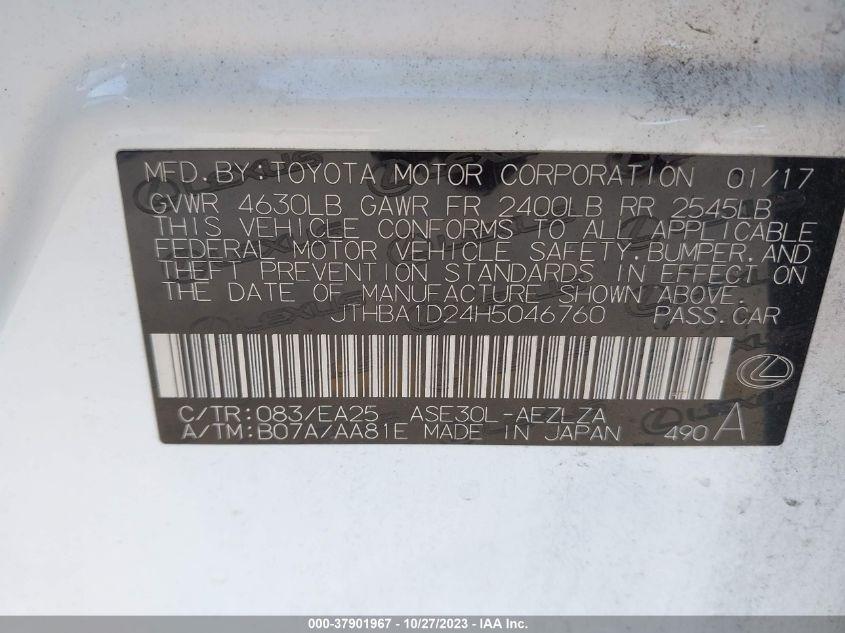 MFD.BY:TOYOTA MOTOR CORPORATION 01/17
GVWR 4630LB GAWR FR 2400LB RR 2545LB
THIS VEHICLE CONFORMS TO ALL APPLICABLE
FEDERAL MOTOR VEHICLE SAFETY.BUMPER.AND
THEFT PREVENTION STANDARDS IN EFFECT ON
THE DATE OF MANUFACTURE SHOWN ABOVE.
JTHBA1D24H5046760 PASS.CAR
C/TR:083/EA25 ASE30L-AEZLZA
A/TM:B07A/AA81E MADE IN JAPAN 490 A
000-37901967 - 10/27/2023 - © IAA, Inc.